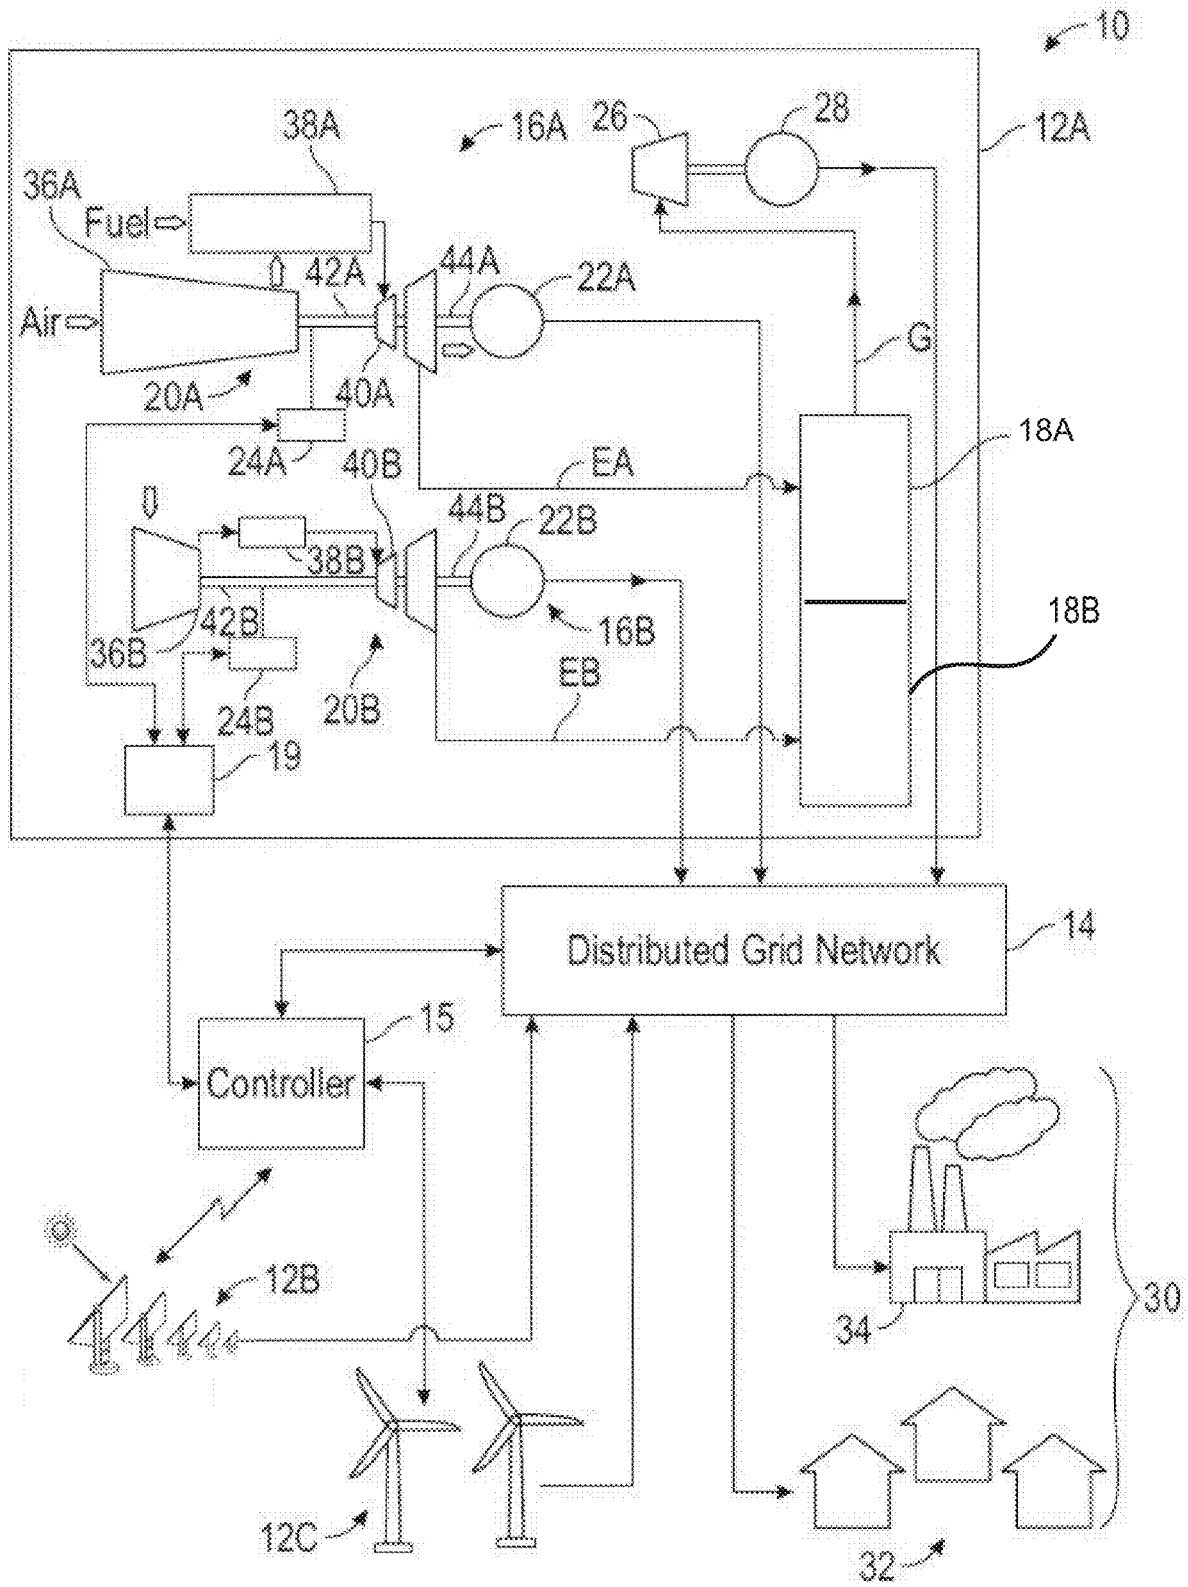 10
12A
38A
16A
26
28
36A
Fuel
42A
44A
22A
Air
G
20A
40A
18A
24A
40B
EA
44B
22B
38B
18B
42B
36B
16B
24B
20B
EB
19
Distributed Grid Network
14
15
Controller
12B
34
30
12C
32